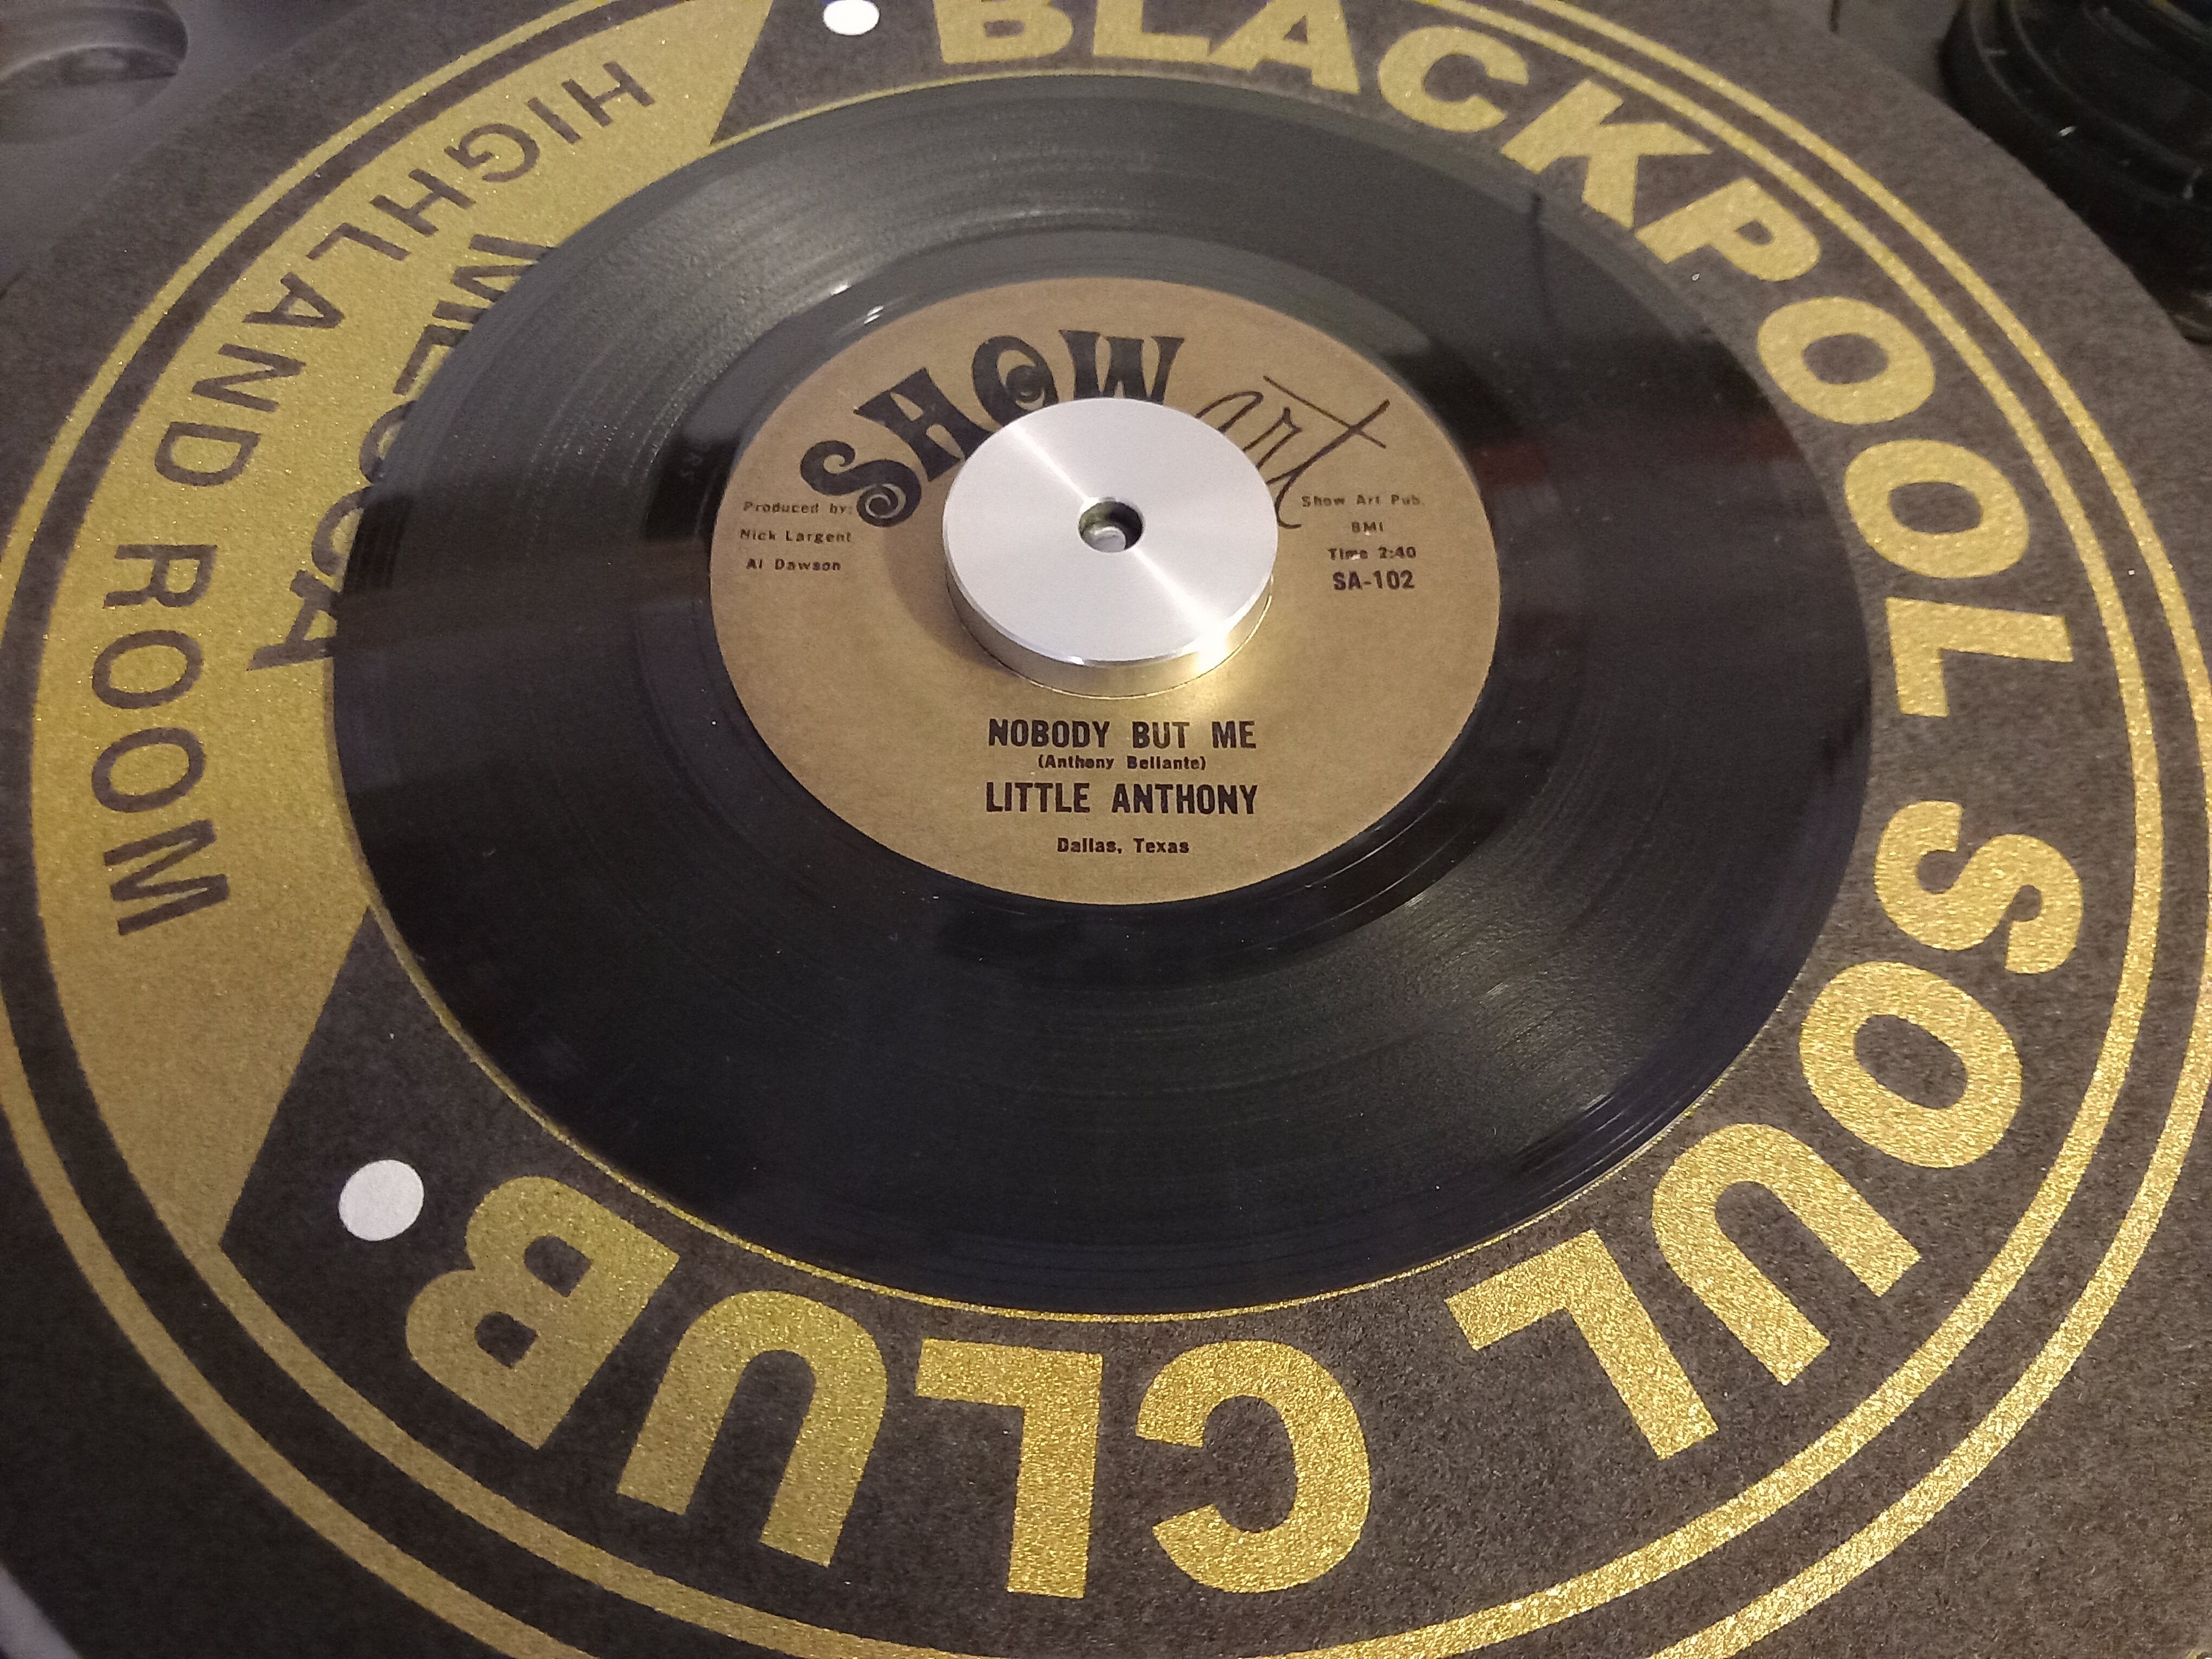 BLACKPOOL SOUL CLUB
HIGHLAND ROOM
MECCA
SHOW art
Produced by:
Nick Largent
Al Dawson
Show Art Pub.
BMI
Time 2:40
SA-102
NOBODY BUT ME
(Anthony Bellante)
LITTLE ANTHONY
Dallas, Texas